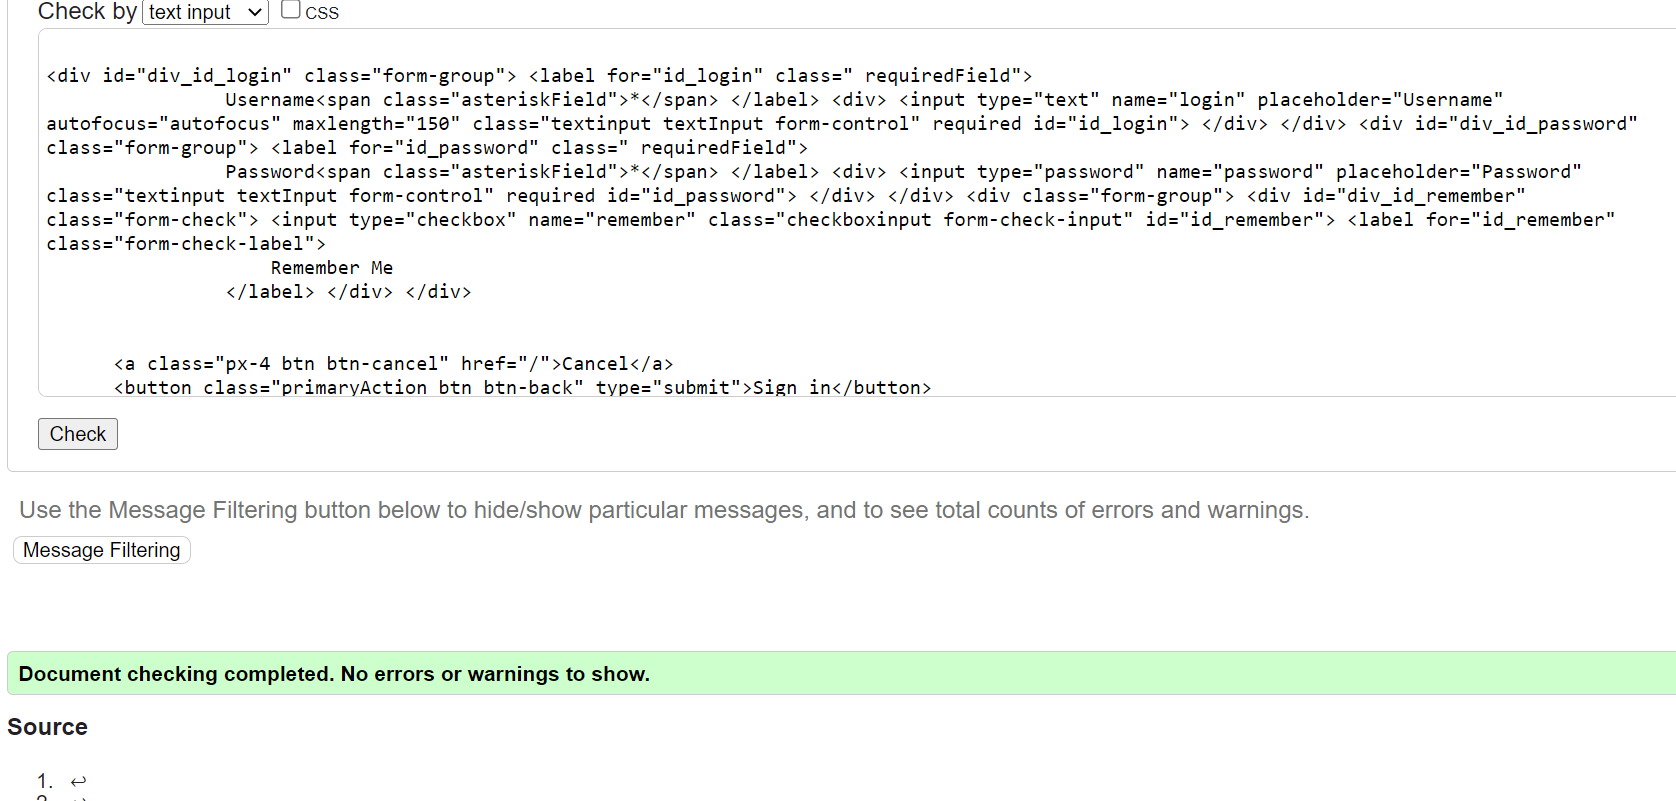 Check by text input CSS
<div id="div_id_login" class="form-group"> <label for="id_login" class=" requiredField">
Username<span class="asteriskField">*</span> </label> <div> <input type="text" name="login" placeholder="Username"
autofocus="autofocus" maxlength="150" class="textinput textInput form-control" required id="id_login"> </div> </div> <div id="div_id_password"
class="form-group"> <label for="id_password" class=" requiredField">
Password<span class="asteriskField">*</span> </label> <div> <input type="password" name="password" placeholder="Password"
class="textinput textInput form-control" required id="id_password"> </div> </div> <div class="form-group"> <div id="div_id_remember"
class="form-check"> <input type="checkbox" name="remember" class="checkboxinput form-check-input" id="id_remember"> <label for="id_remember"
class="form-check-label">
Remember Me
</label> </div> </div>
<a class="px-4 btn btn-cancel" href="/">Cancel</a>
<button class="primaryAction btn btn-back" type="submit">Sign in</button>
Check
Use the Message Filtering button below to hide/show particular messages, and to see total counts of errors and warnings.
Message Filtering
Document checking completed. No errors or warnings to show.
Source
1. ↩